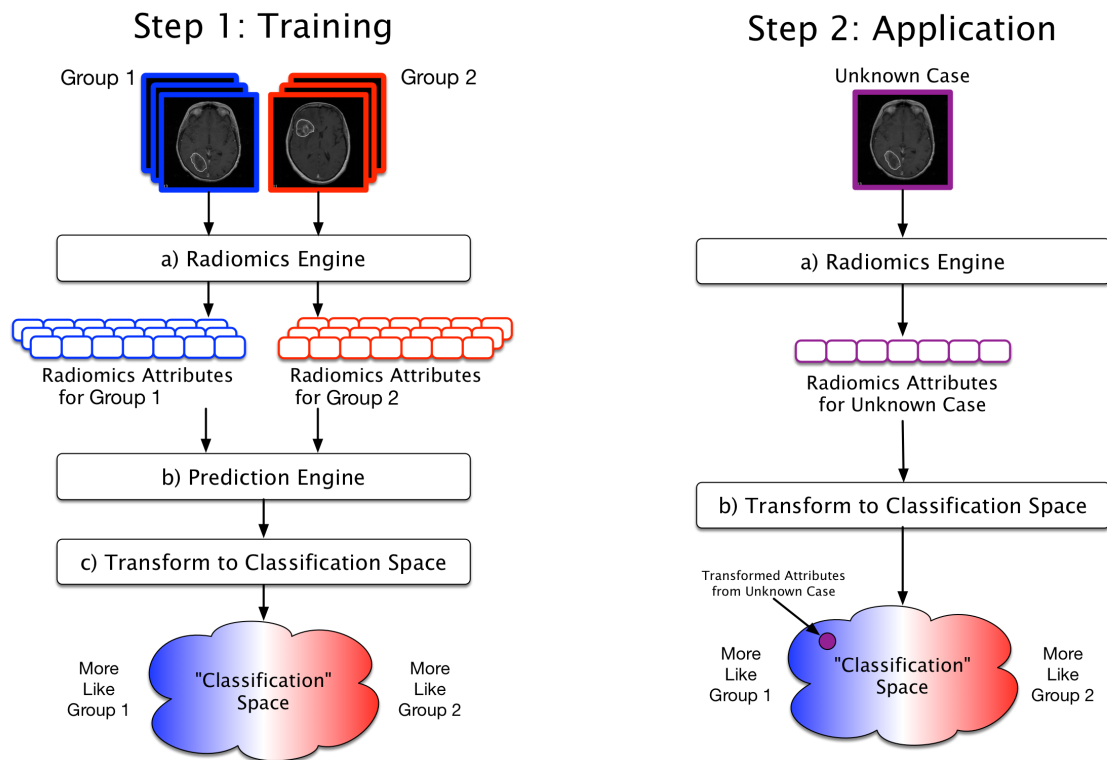 Step 1: Training
Group 1
Group 2
a) Radiomics Engine
Radiomics Attributes
for Group 1
Radiomics Attributes
for Group 2
b) Prediction Engine
c) Transform to Classification Space
More
Like
Group 1
"Classification"
Space
More
Like
Group 2
Step 2: Application
Unknown Case
a) Radiomics Engine
Radiomics Attributes
for Unknown Case
b) Transform to Classification Space
Transformed Attributes
from Unknown Case
More
Like
Group 1
"Classification"
Space
More
Like
Group 2